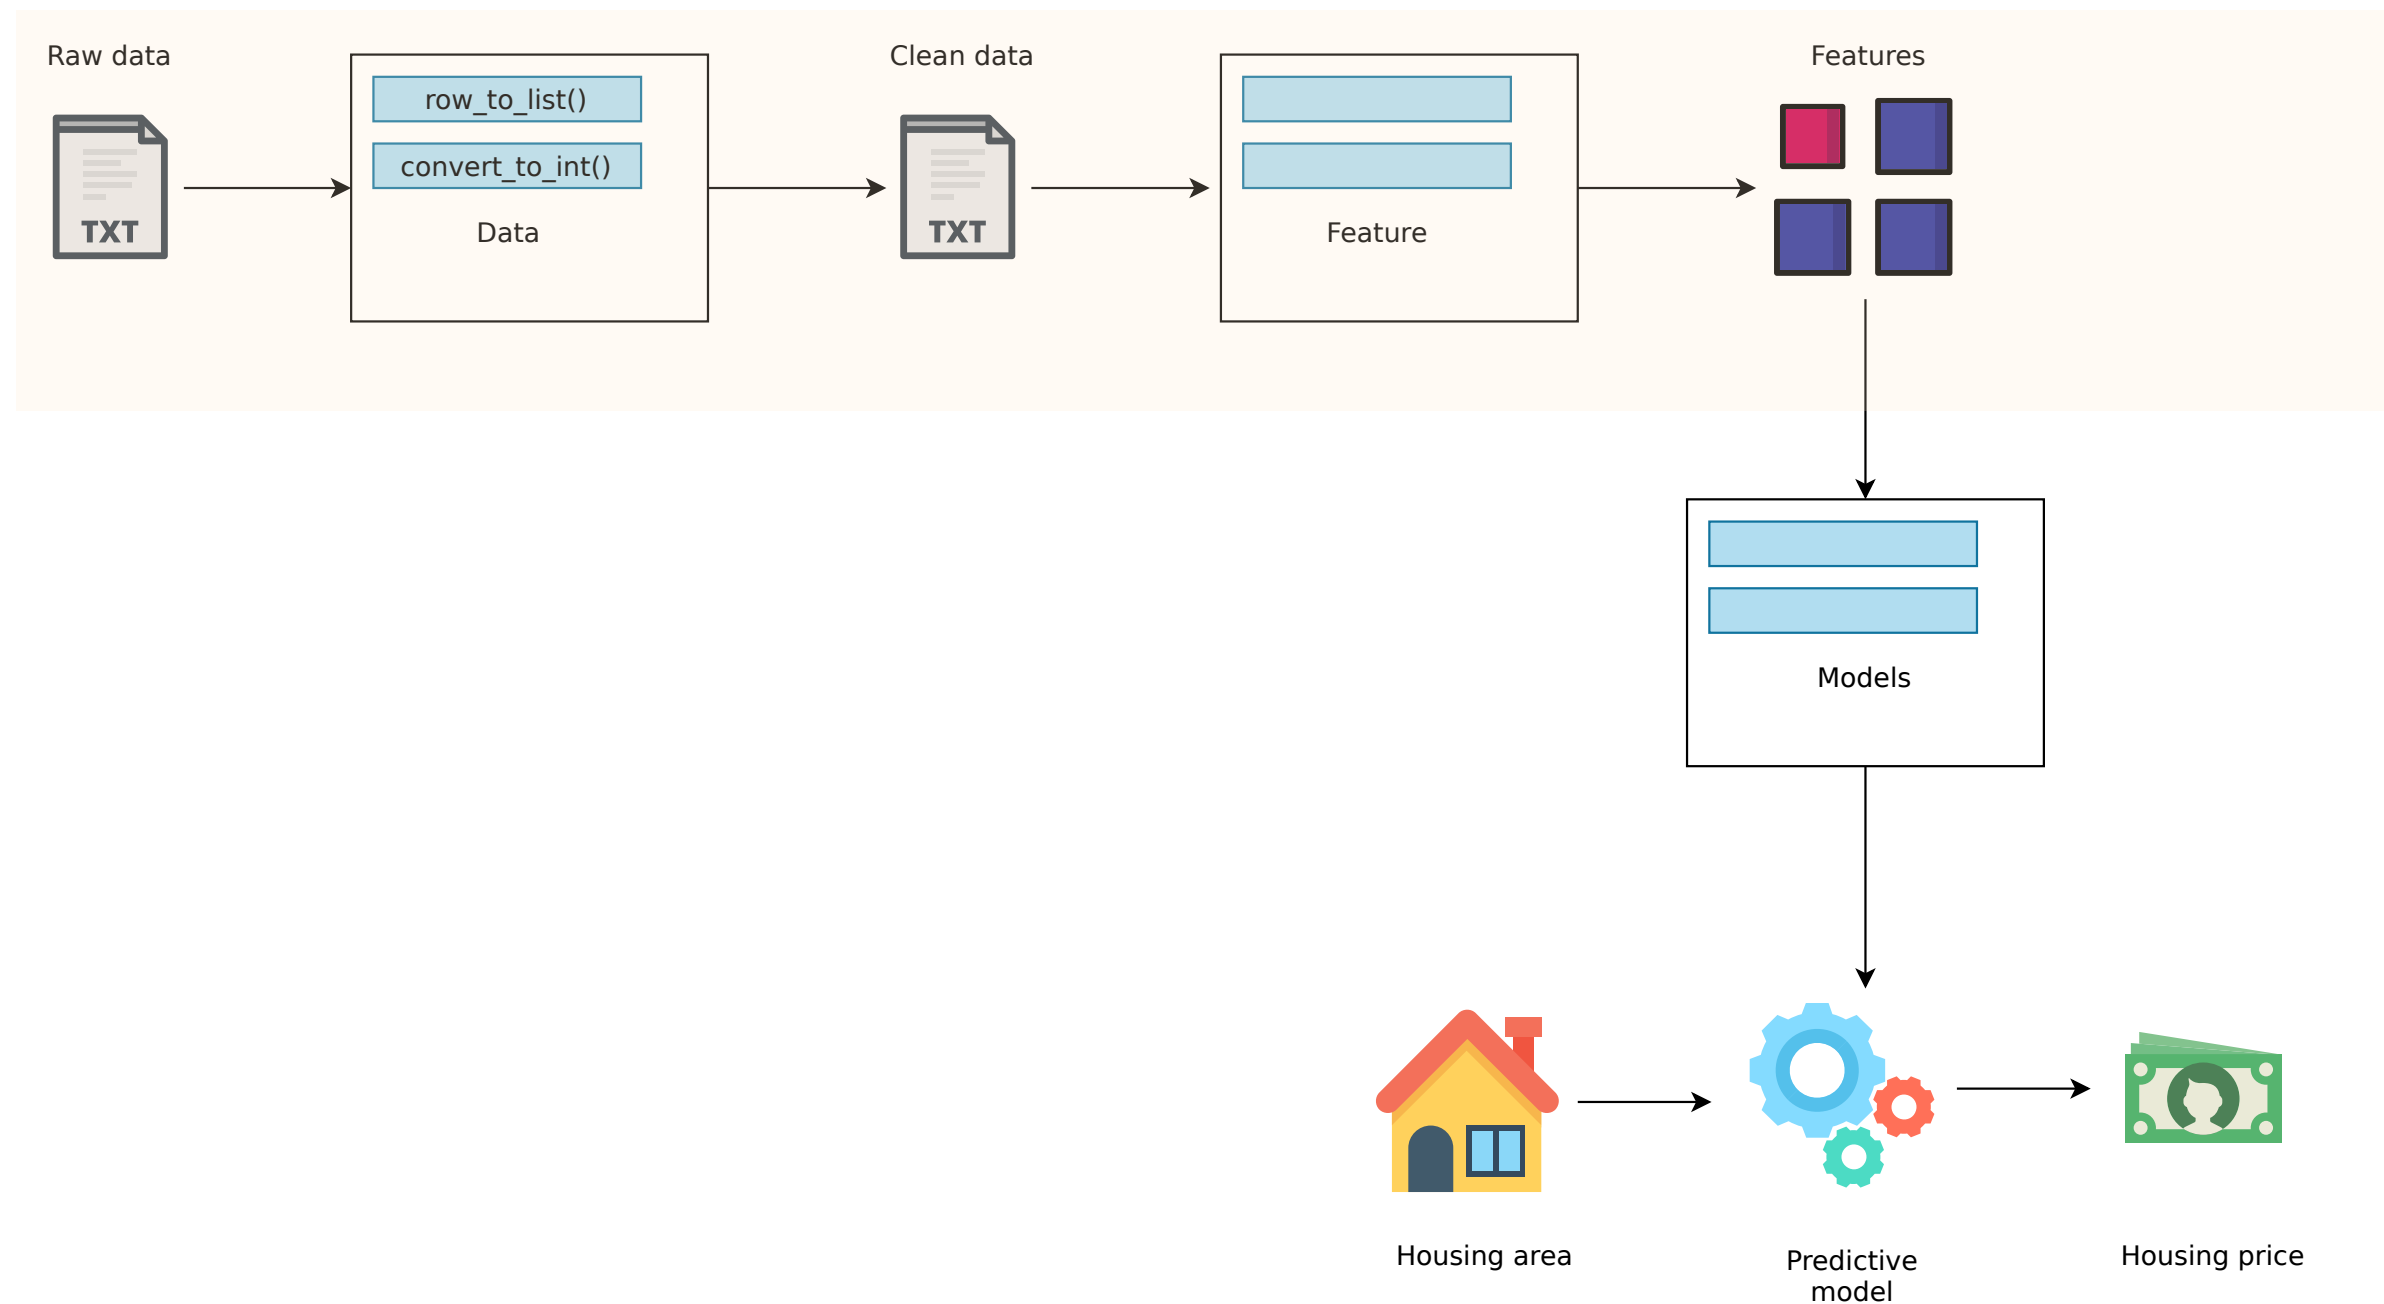 Raw data
Clean data
Features
row_to_list()
convert_to_int()
TXT
Data
TXT
Feature
Models
Housing area
Predictive
model
Housing price